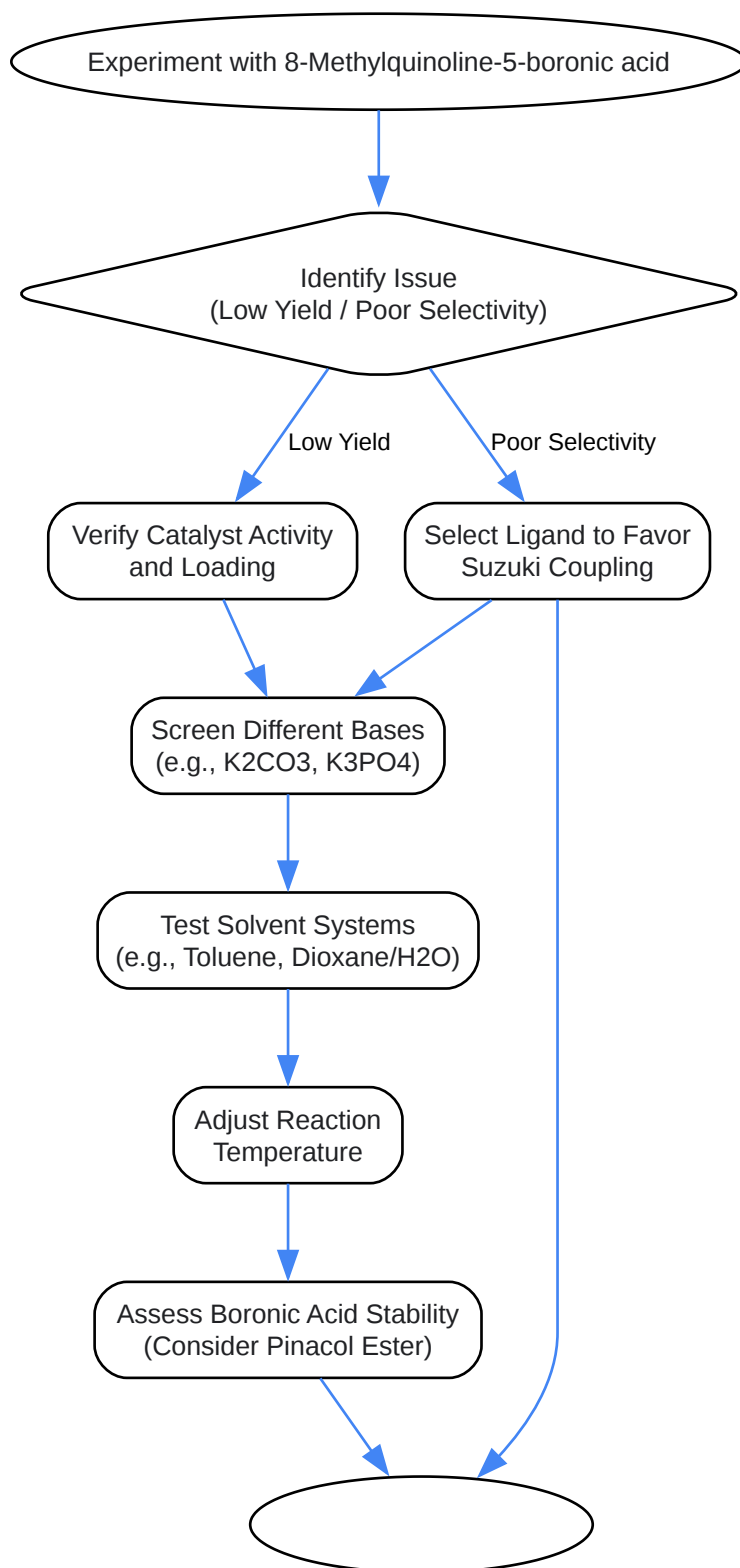 Experiment with 8-Methylquinoline-5-boronic acid
Identify Issue
(Low Yield / Poor Selectivity)
Low Yield
Poor Selectivity
Verify Catalyst Activity
and Loading
Select Ligand to Favor
Suzuki Coupling
Screen Different Bases
(e.g., K2CO3, K3PO4)
Test Solvent Systems
(e.g., Toluene, Dioxane/H2O)
Adjust Reaction
Temperature
Assess Boronic Acid Stability
(Consider Pinacol Ester)